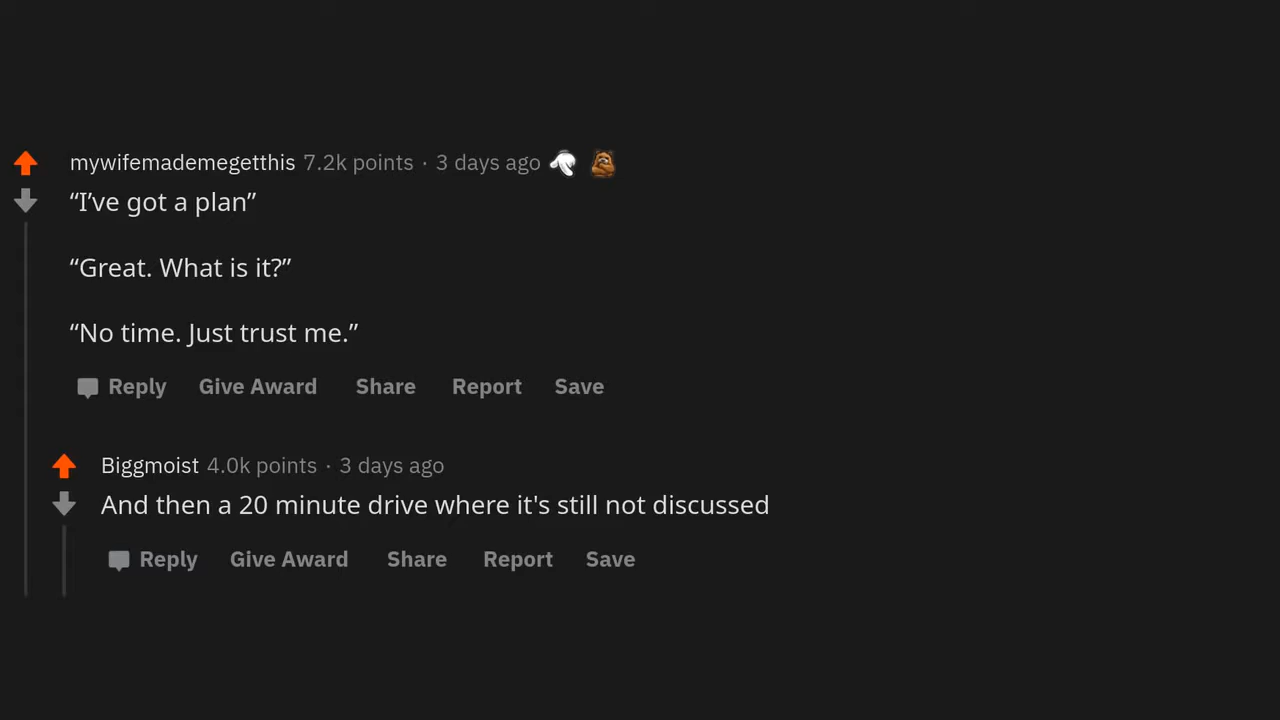 mywifemademegetthis 7.2k points · 3 days ago
“I’ve got a plan”
“Great. What is it?”
“No time. Just trust me.”
Reply Give Award Share Report Save
Biggmoist 4.0k points · 3 days ago
And then a 20 minute drive where it's still not discussed
Reply Give Award Share Report Save